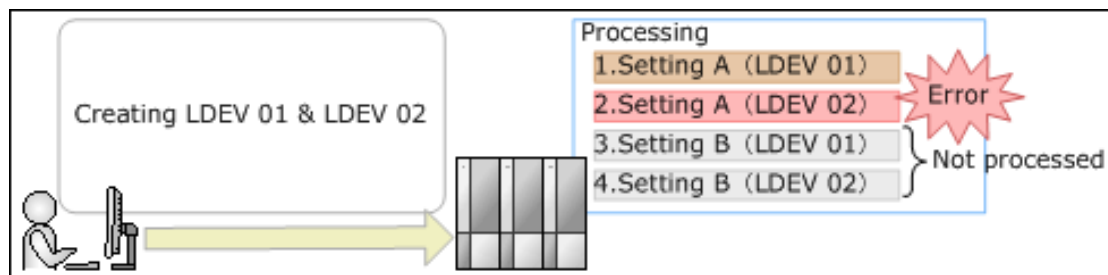 Creating LDEV 01 & LDEV 02
Processing
1.Setting A（LDEV 01）
2.Setting A（LDEV 02）
Error
3.Setting B（LDEV 01）
4.Setting B（LDEV 02）
Not processed